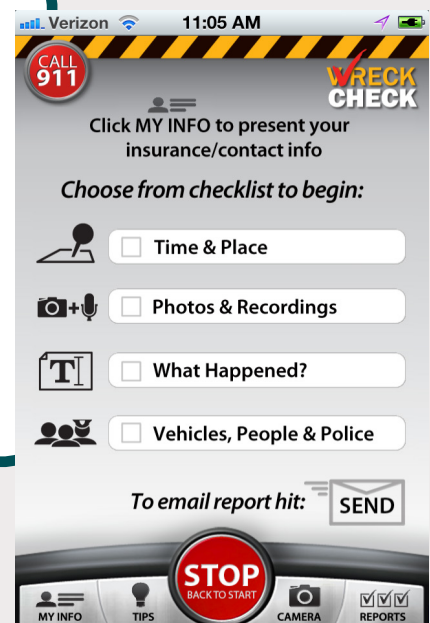 Verizon 11:05 AM
CALL
911
WRECK
CHECK
Click MY INFO to present your
insurance/contact info
Choose from checklist to begin:
Time & Place
Photos & Recordings
T
What Happened?
Vehicles, People & Police
To email report hit: SEND
STOP
BACK TO START
MY INFO TIPS CAMERA REPORTS